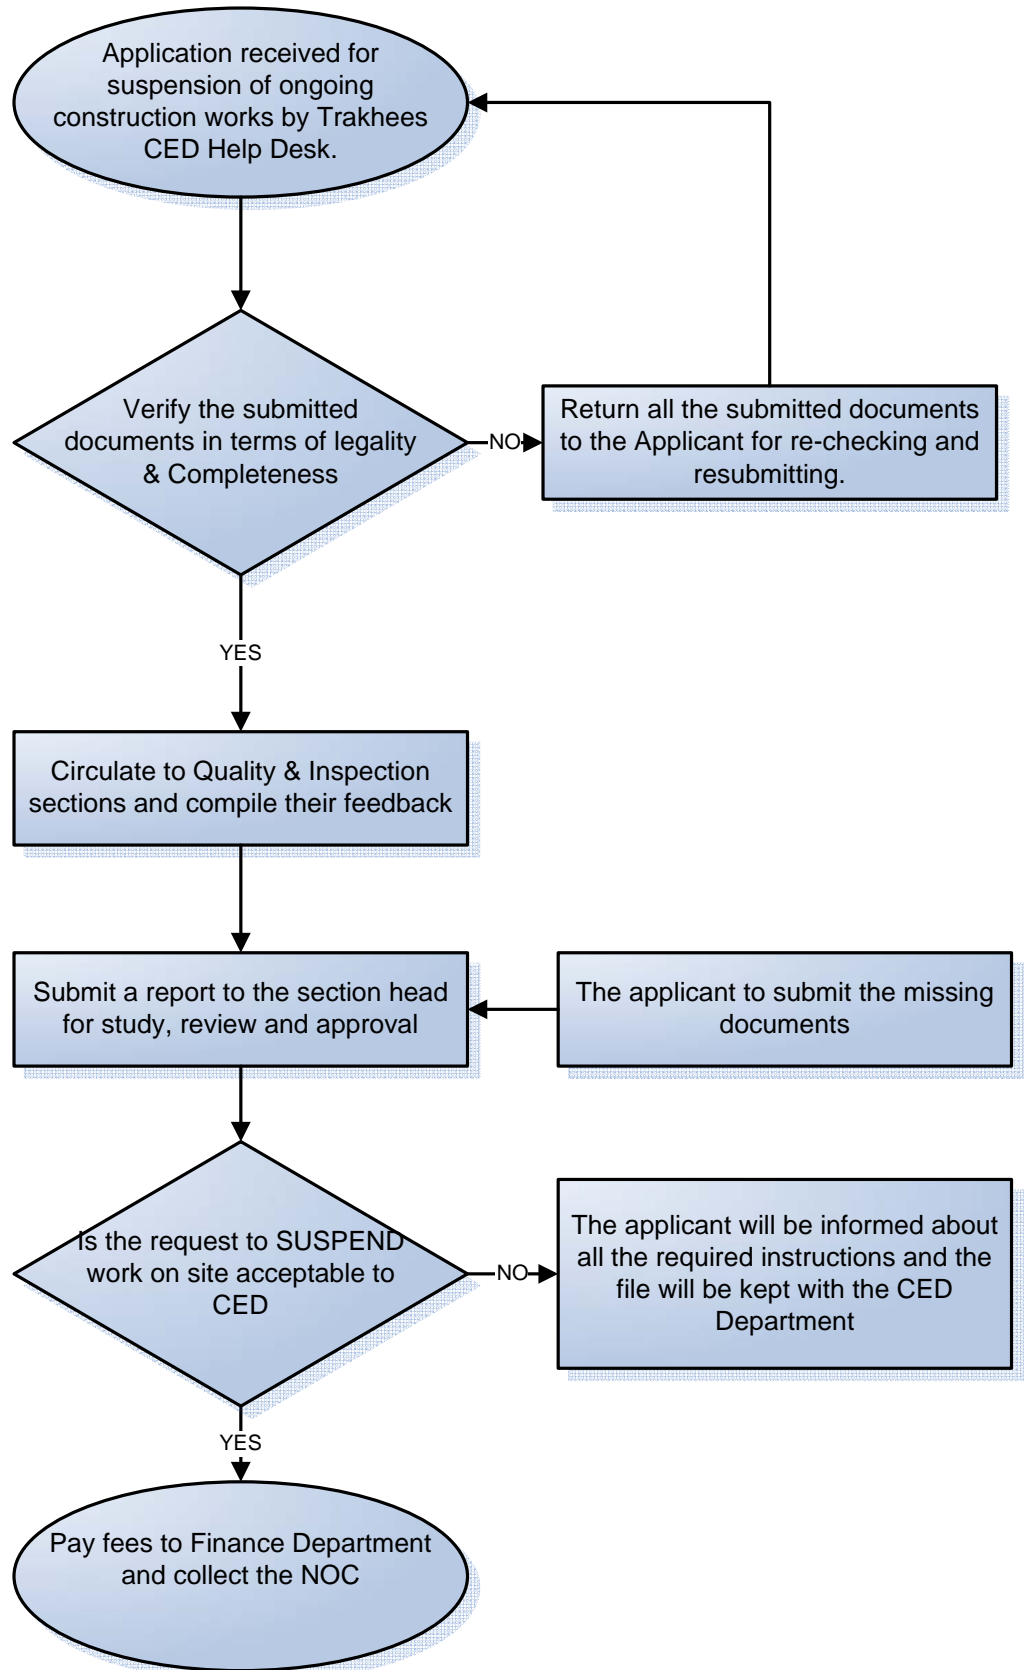 Application received for
suspension of ongoing
construction works by Trakhees
CED Help Desk.
Verify the submitted
documents in terms of legality
& Completeness
NO
Return all the submitted documents
to the Applicant for re-checking and
resubmitting.
YES
Circulate to Quality & Inspection
sections and compile their feedback
Submit a report to the section head
for study, review and approval
The applicant to submit the missing
documents
Is the request to SUSPEND
work on site acceptable to
CED
NO
The applicant will be informed about
all the required instructions and the
file will be kept with the CED
Department
YES
Pay fees to Finance Department
and collect the NOC